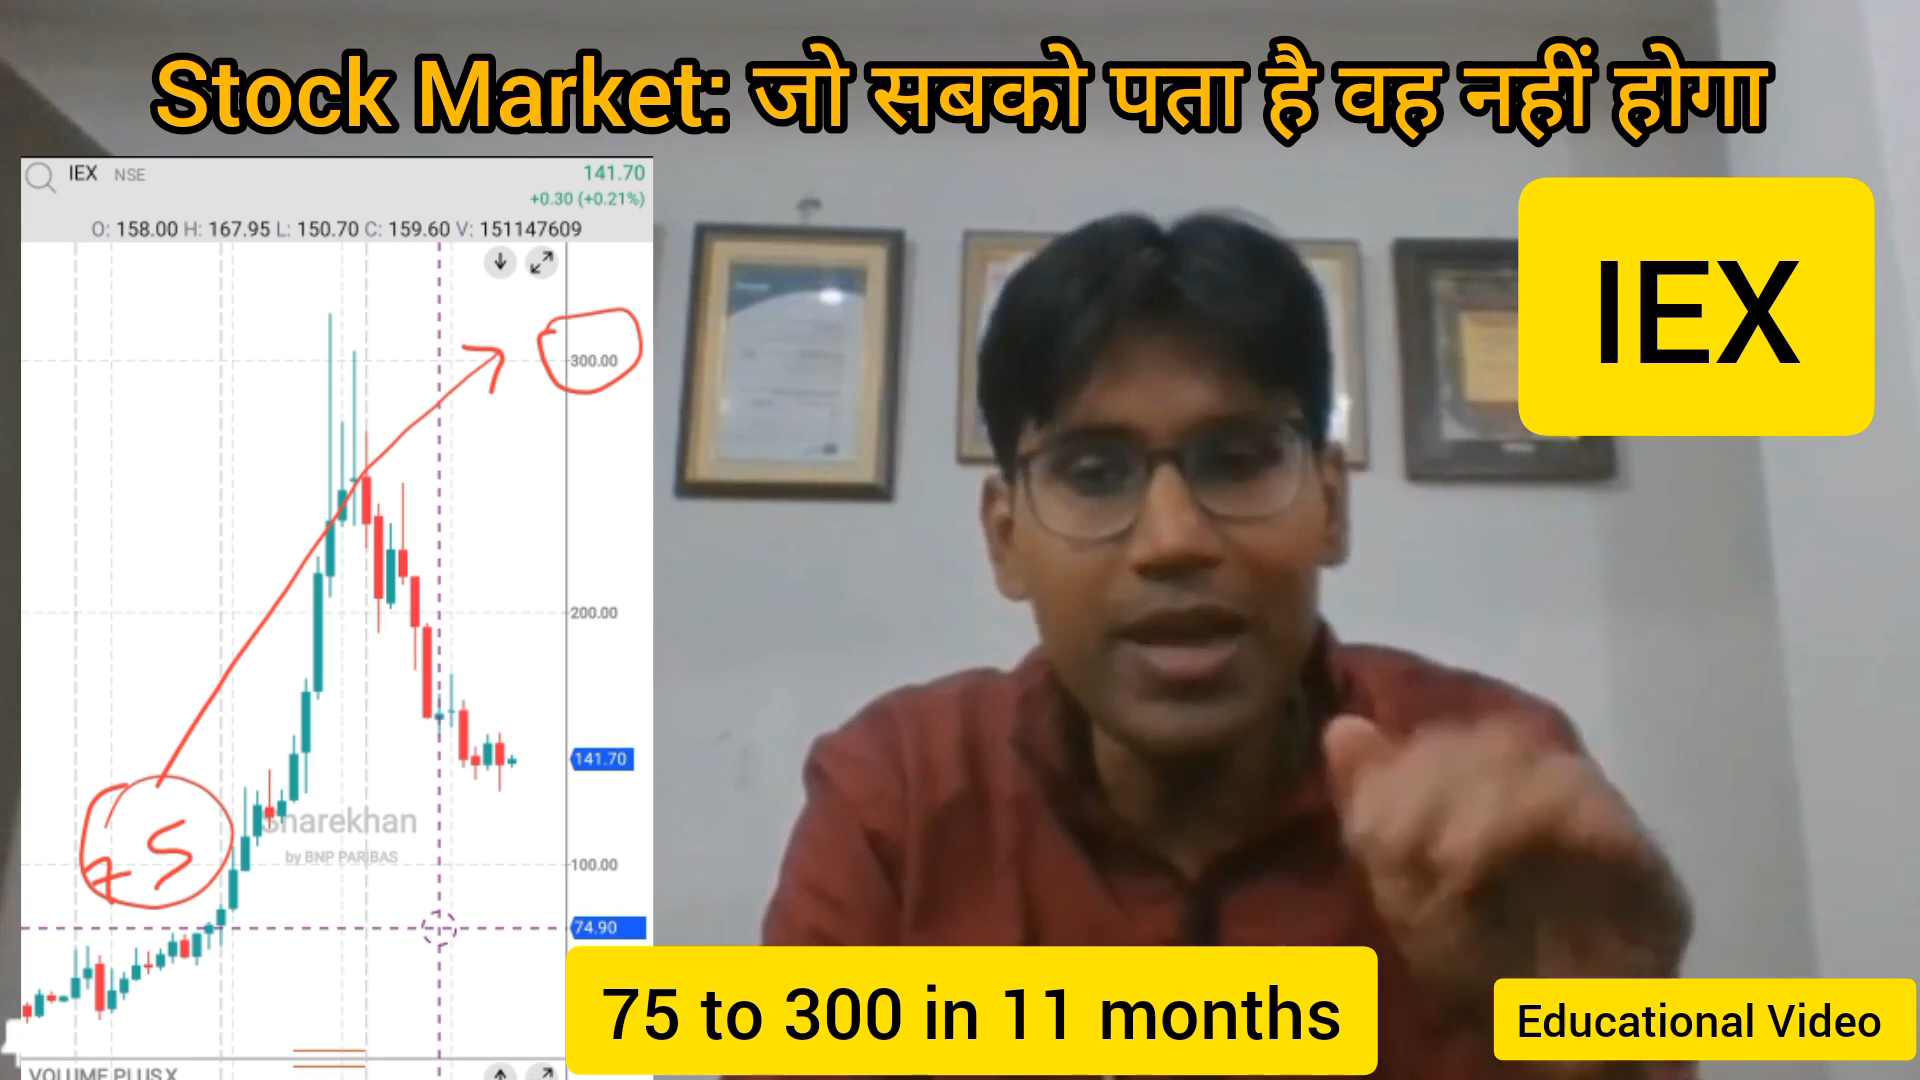 Stock Market: जो सबको पता है वह नहीं होगा
IEX NSE 141.70
+0.30 (+0.21%)
O: 158.00 H: 167.95 L: 150.70 C: 159.60 V: 151147609
IEX
300.00
200.00
141.70
75
Sharekhan
by BNP PARIBAS
100.00
74.90
75 to 300 in 11 months
Educational Video
VOLUME PLUSX